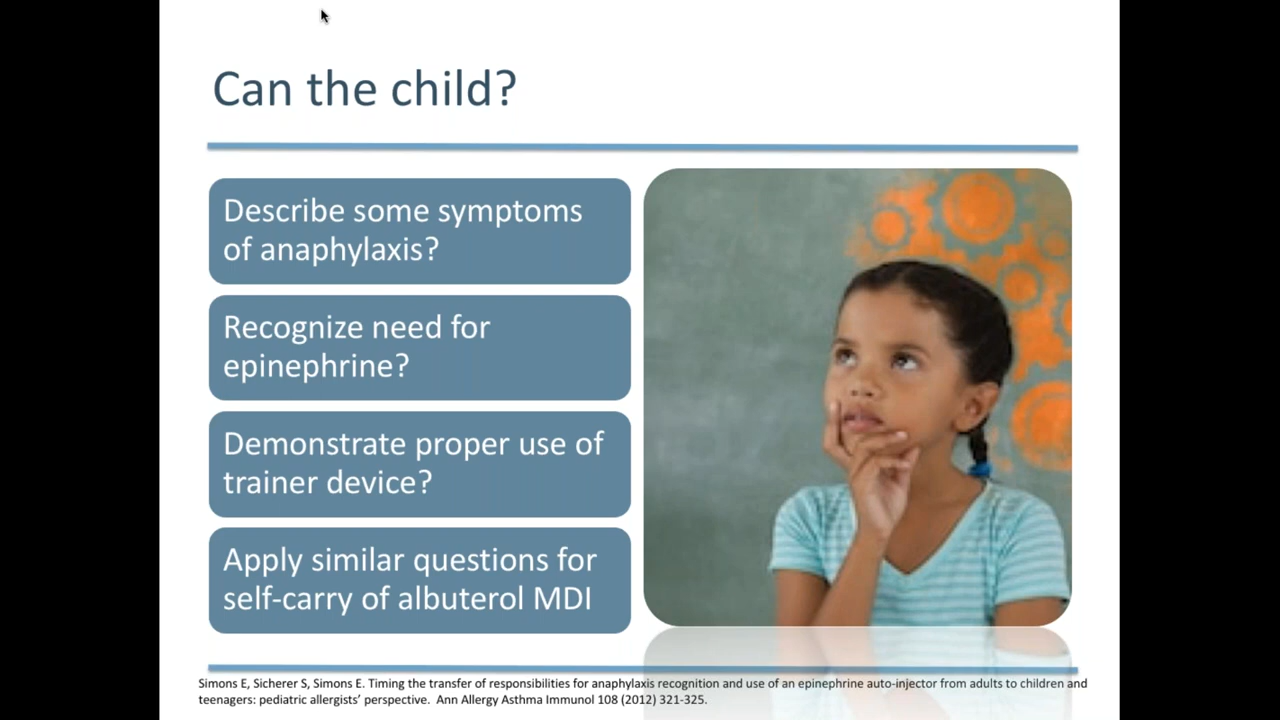 Can the child?
Describe some symptoms
of anaphylaxis?
Recognize need for
epinephrine?
Demonstrate proper use of
trainer device?
Apply similar questions for
self-carry of albuterol MDI
Simons E, Sicherer S, Simons E. Timing the transfer of responsibilities for anaphylaxis recognition and use of an epinephrine auto-injector from adults to children and
teenagers: pediatric allergists’ perspective.  Ann Allergy Asthma Immunol 108 (2012) 321-325.